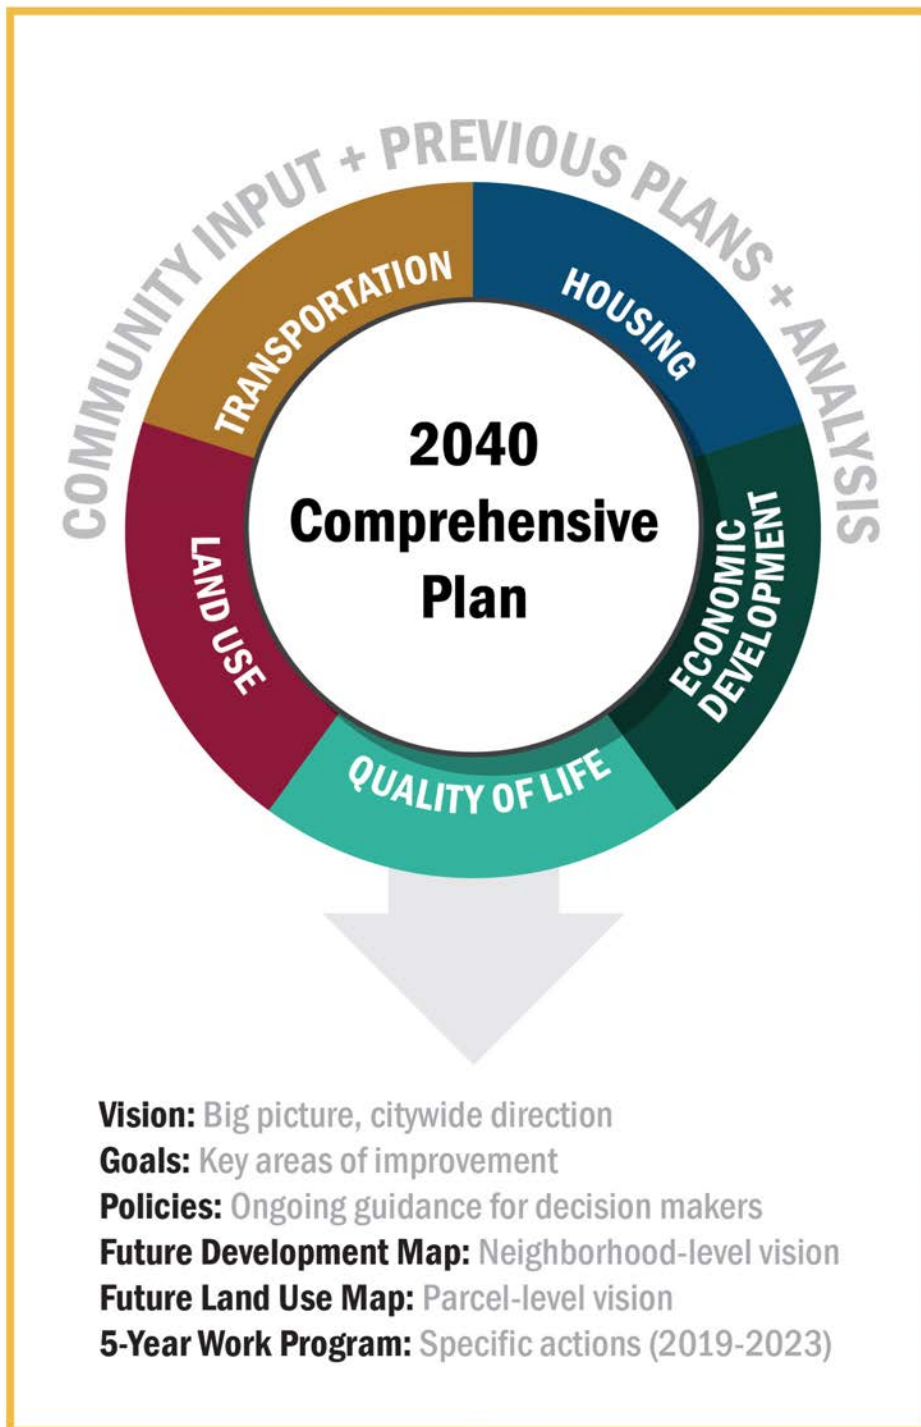 COMMUNITY INPUT + PREVIOUS PLANS + ANALYSIS
TRANSPORTATION
HOUSING
LAND USE
ECONOMIC
DEVELOPMENT
QUALITY OF LIFE
2040
Comprehensive
Plan
Vision: Big picture, citywide direction
Goals: Key areas of improvement
Policies: Ongoing guidance for decision makers
Future Development Map: Neighborhood-level vision
Future Land Use Map: Parcel-level vision
5-Year Work Program: Specific actions (2019-2023)